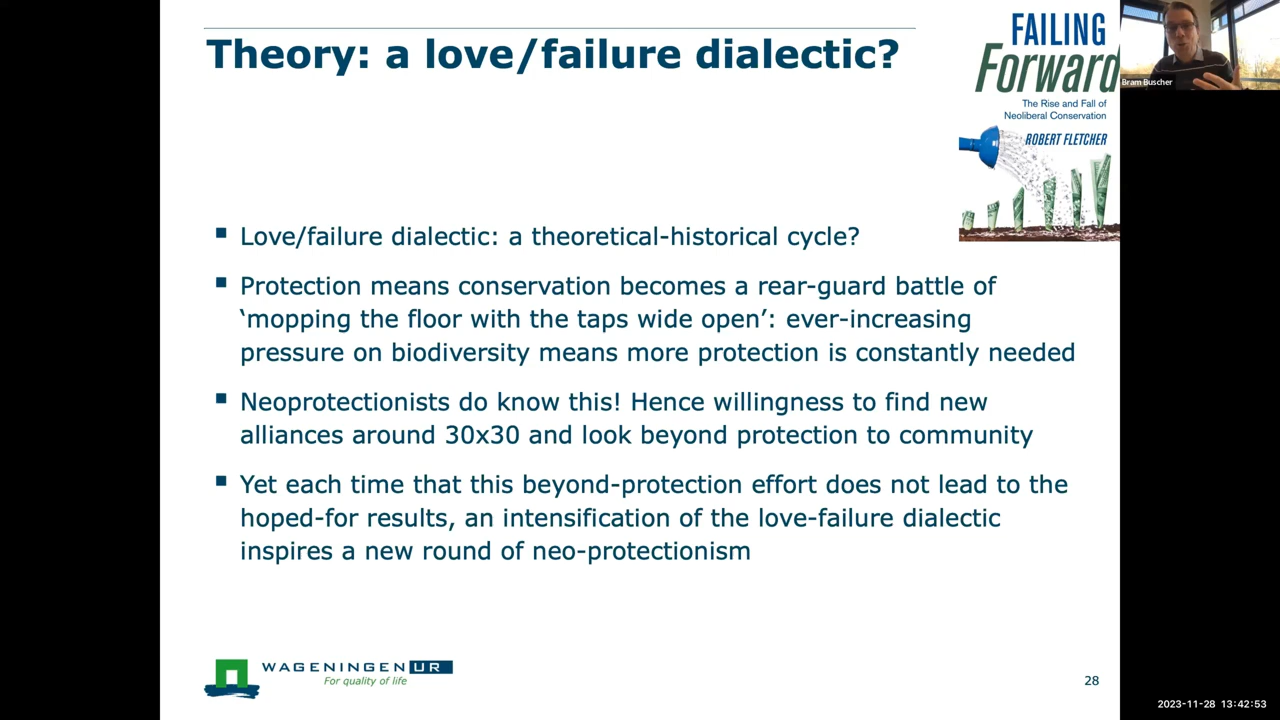 Theory: a love/failure dialectic?
FAILING
Forward
The Rise and Fall of
Neoliberal Conservation
ROBERT FLETCHER
Bram Buscher
▪ Love/failure dialectic: a theoretical-historical cycle?
▪ Protection means conservation becomes a rear-guard battle of
‘mopping the floor with the taps wide open’: ever-increasing
pressure on biodiversity means more protection is constantly needed
▪ Neoprotectionists do know this! Hence willingness to find new
alliances around 30x30 and look beyond protection to community
▪ Yet each time that this beyond-protection effort does not lead to the
hoped-for results, an intensification of the love-failure dialectic
inspires a new round of neo-protectionism
WAGENINGEN UR
For quality of life
28
2023-11-28 13:42:53